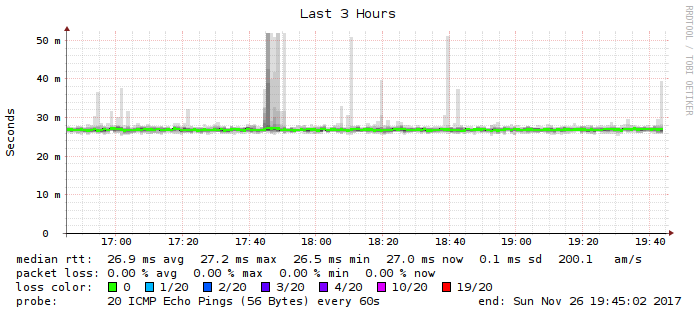 Last 3 Hours
RRDTOOL / TOBI OETIKER
Seconds
50 m
40 m
30 m
20 m
10 m
0
17:00 17:20 17:40 18:00 18:20 18:40 19:00 19:20 19:40
median rtt: 26.9 ms avg 27.2 ms max 26.5 ms min 27.0 ms now 0.1 ms sd 200.1 am/s
packet loss: 0.00 % avg 0.00 % max 0.00 % min 0.00 % now
loss color: 0 1/20 2/20 3/20 4/20 10/20 19/20
probe: 20 ICMP Echo Pings (56 Bytes) every 60s end: Sun Nov 26 19:45:02 2017